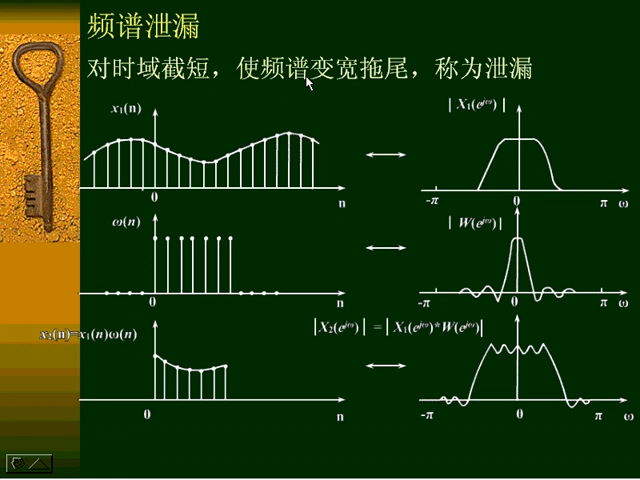 频谱泄漏
对时域截短，使频谱变宽拖尾，称为泄漏
x₁(n)
| X₁(e^jω) |
0 n
-π 0 π ω
ω(n)
| W(e^jω)|
0 n
-π 0 π ω
x₂(n)=x₁(n)ω(n)
|X₂(e^jω)| =| X₁(e^jω)*W(e^jω)|
0 n
-π 0 π ω